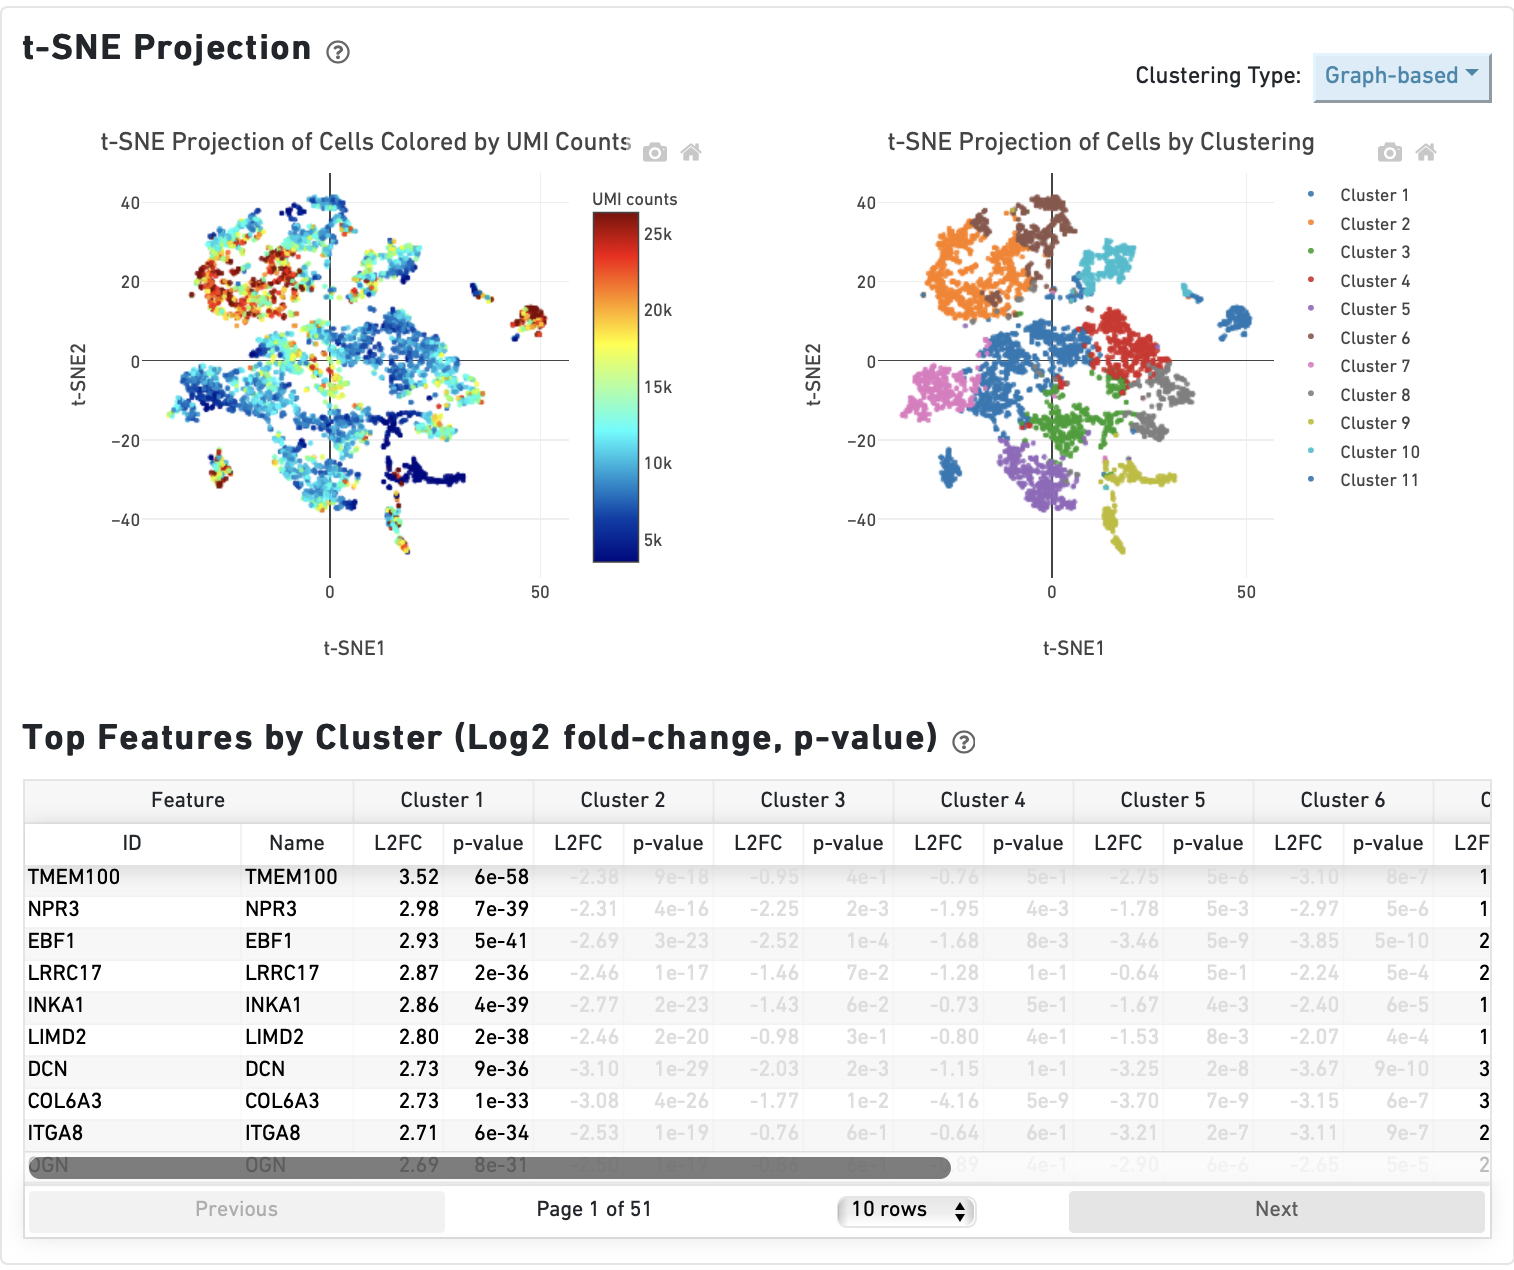 t-SNE Projection ?
Clustering Type: Graph-based
t-SNE Projection of Cells Colored by UMI Counts
40
20
0
−20
−40
0
50
t-SNE2
t-SNE1
UMI counts
25k
20k
15k
10k
5k
t-SNE Projection of Cells by Clustering
40
20
0
−20
−40
0
50
t-SNE2
t-SNE1
Cluster 1
Cluster 2
Cluster 3
Cluster 4
Cluster 5
Cluster 6
Cluster 7
Cluster 8
Cluster 9
Cluster 10
Cluster 11
Top Features by Cluster (Log2 fold-change, p-value) ?
Feature Cluster 1 Cluster 2 Cluster 3 Cluster 4 Cluster 5 Cluster 6 C
ID Name L2FC p-value L2FC p-value L2FC p-value L2FC p-value L2FC p-value L2FC p-value L2F
TMEM100 TMEM100 3.52 6e-58 -2.38 9e-18 -0.95 4e-1 -0.76 5e-1 -2.75 5e-6 -3.10 8e-7 1
NPR3 NPR3 2.98 7e-39 -2.31 4e-16 -2.25 2e-3 -1.95 4e-3 -1.78 5e-3 -2.97 5e-6 1
EBF1 EBF1 2.93 5e-41 -2.69 3e-23 -2.52 1e-4 -1.68 8e-3 -3.46 5e-9 -3.85 5e-10 2
LRRC17 LRRC17 2.87 2e-36 -2.46 1e-17 -1.46 7e-2 -1.28 1e-1 -0.64 5e-1 -2.24 5e-4 2
INKA1 INKA1 2.86 4e-39 -2.77 2e-23 -1.43 6e-2 -0.73 5e-1 -1.67 4e-3 -2.40 6e-5 1
LIMD2 LIMD2 2.80 2e-38 -2.46 2e-20 -0.98 3e-1 -0.80 4e-1 -1.53 8e-3 -2.07 4e-4 1
DCN DCN 2.73 9e-36 -3.10 1e-29 -2.03 2e-3 -1.15 1e-1 -3.25 2e-8 -3.67 9e-10 3
COL6A3 COL6A3 2.73 1e-33 -3.08 4e-26 -1.77 1e-2 -4.16 5e-9 -3.70 7e-9 -3.15 6e-7 3
ITGA8 ITGA8 2.71 6e-34 -2.53 1e-19 -0.76 6e-1 -0.64 6e-1 -3.21 2e-7 -3.11 9e-7 2
OGN OGN 2.69 8e-31 4e-1 -2.90 6e-6 -2.65 5e-5 2
Previous Page 1 of 51 10 rows Next